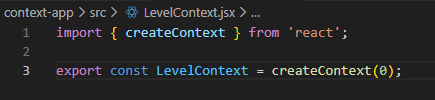 context-app > src > LevelContext.jsx > ...
1 import { createContext } from 'react';
2
3 export const LevelContext = createContext(0);